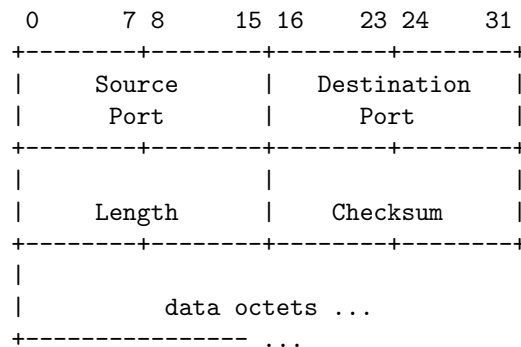 0 7 8 15 16 23 24 31
+--------+--------+--------+--------+
| Source | Destination |
| Port | Port |
+--------+--------+--------+--------+
| | |
| Length | Checksum |
+--------+--------+--------+--------+
|
| data octets ...
+---------------- ...